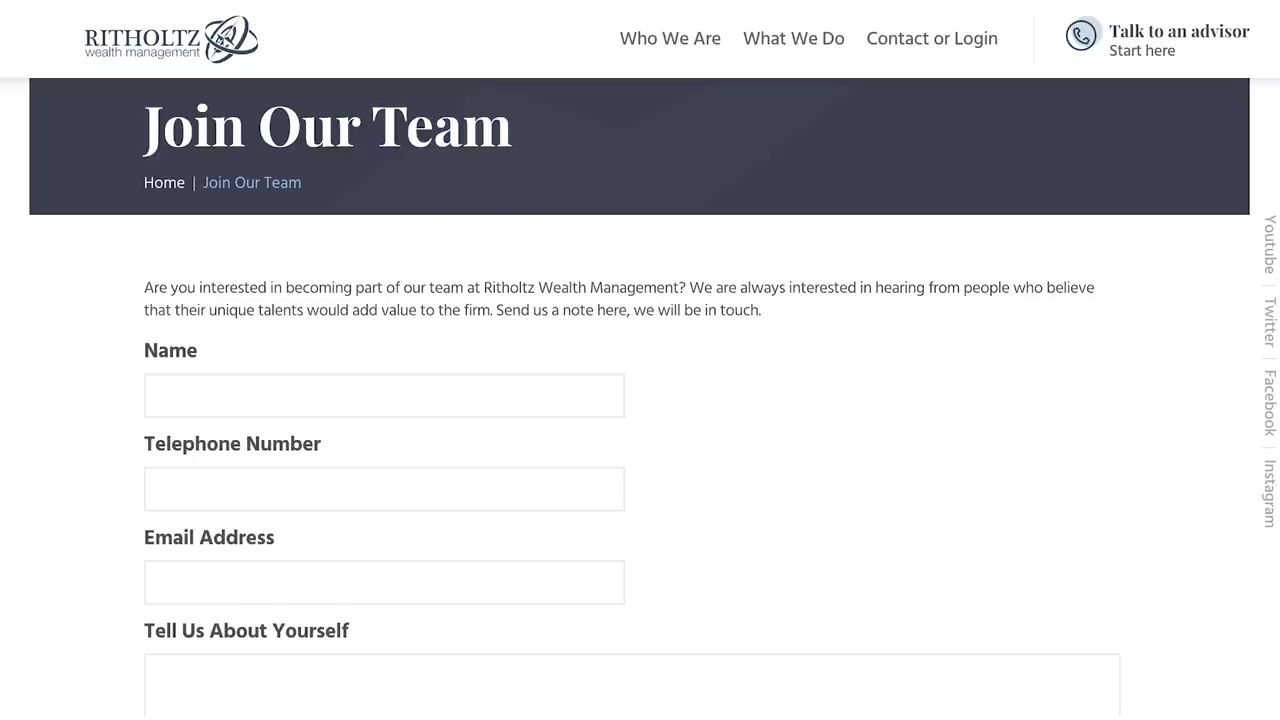 RITHOLTZ
wealth management
Who We Are
What We Do
Contact or Login
Talk to an advisor
Start here
Join Our Team
Home | Join Our Team
Are you interested in becoming part of our team at Ritholtz Wealth Management? We are always interested in hearing from people who believe
that their unique talents would add value to the firm. Send us a note here, we will be in touch.
Name
Telephone Number
Email Address
Tell Us About Yourself
Youtube
Twitter
Facebook
Instagram